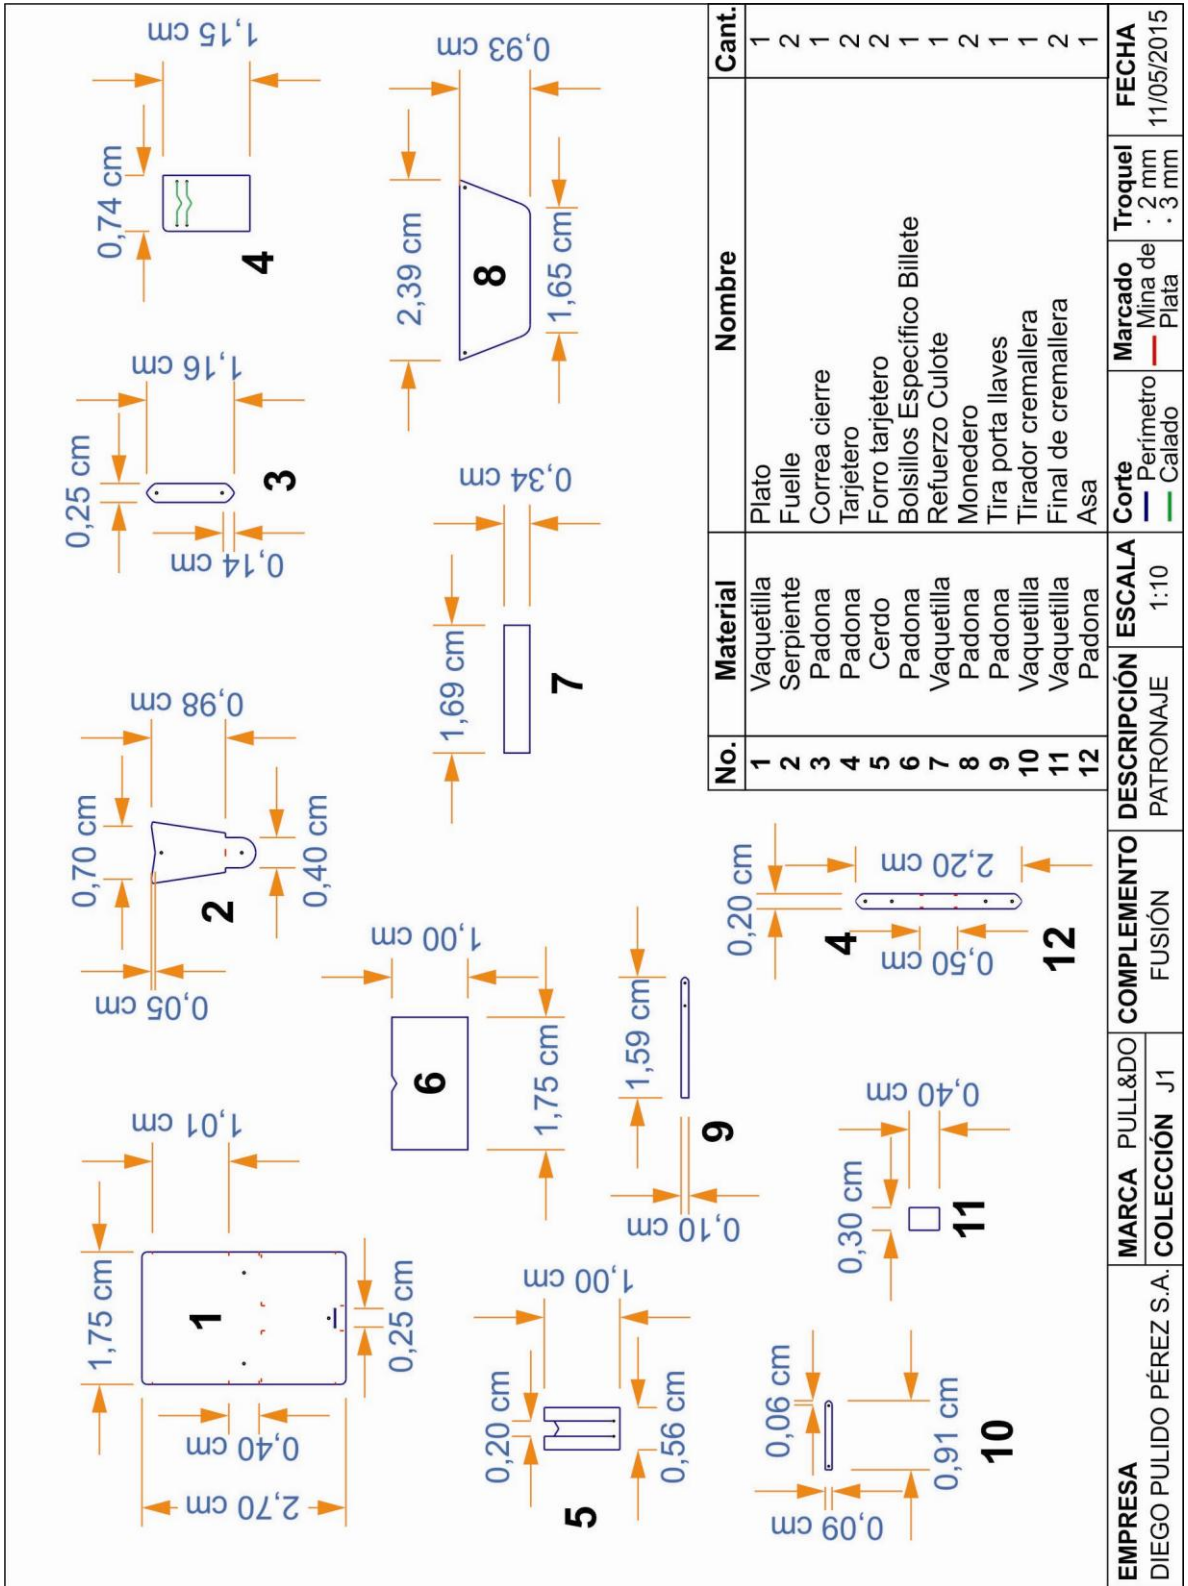 1,75 cm
1,01 cm
1
0,40 cm
2,70 cm
0,25 cm
0,70 cm
0,98 cm
0,05 cm
2
0,40 cm
0,25 cm
1,16 cm
0,14 cm
3
0,74 cm
1,15 cm
4
0,20 cm
1,00 cm
5
0,56 cm
6
1,00 cm
1,75 cm
1,69 cm
0,34 cm
7
2,39 cm
0,93 cm
8
1,65 cm
1,59 cm
0,10 cm
9
0,06 cm
0,09 cm
0,91 cm
10
0,30 cm
0,40 cm
11
0,20 cm
4
2,20 cm
0,50 cm
12
No. Material Nombre Cant.
1 Vaquetilla Plato 1
2 Serpiente Fuelle 2
3 Padona Correa cierre 1
4 Padona Tarjetero 2
5 Cerdo Forro tarjetero 2
6 Padona Bolsillos Específico Billete 1
7 Vaquetilla Refuerzo Culote 1
8 Padona Monedero 2
9 Padona Tira porta llaves 1
10 Vaquetilla Tirador cremallera 1
11 Vaquetilla Final de cremallera 2
12 Padona Asa 1
EMPRESA
DIEGO PULIDO PÉREZ S.A.
MARCA PULL&DO
COLECCIÓN J1
COMPLEMENTO
FUSIÓN
DESCRIPCIÓN
PATRONAJE
ESCALA
1:10
Corte
Perímetro
Calado
Marcado
Mina de
Plata
Troquel
: 2 mm
: 3 mm
FECHA
11/05/2015